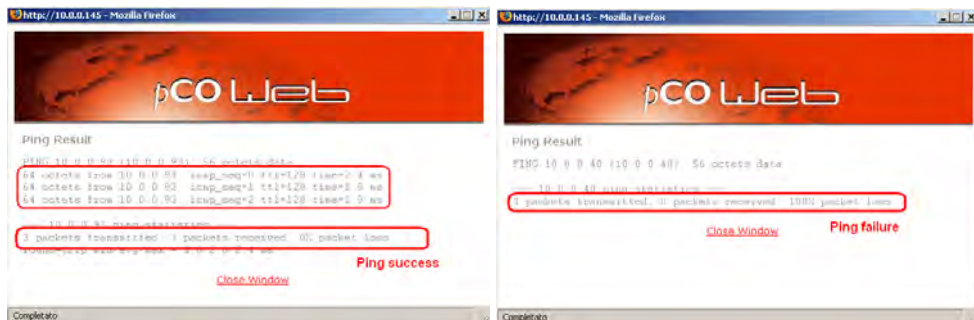 http://10.0.0.145 - Mozilla Firefox
pCO Web
Ping Result
PING 10.0.0.93 (10.0.0.93) 56 octets data
64 octets from 10.0.0.93 icmp_seq=0 ttl=128 time=2.4 ms
64 octets from 10.0.0.93 icmp_seq=1 ttl=128 time=1.8 ms
64 octets from 10.0.0.93 icmp_seq=2 ttl=128 time=1.9 ms
--- 10.0.0.93 ping statistics ---
3 packets transmitted, 3 packets received, 0% packet loss
Ping success
Close Window
Completato
http://10.0.0.145 - Mozilla Firefox
pCO Web
Ping Result
PING 10.0.0.40 (10.0.0.40) 56 octets data
--- 10.0.0.40 ping statistics ---
3 packets transmitted, 0 packets received, 100% packet loss
Close Window
Ping failure
Completato